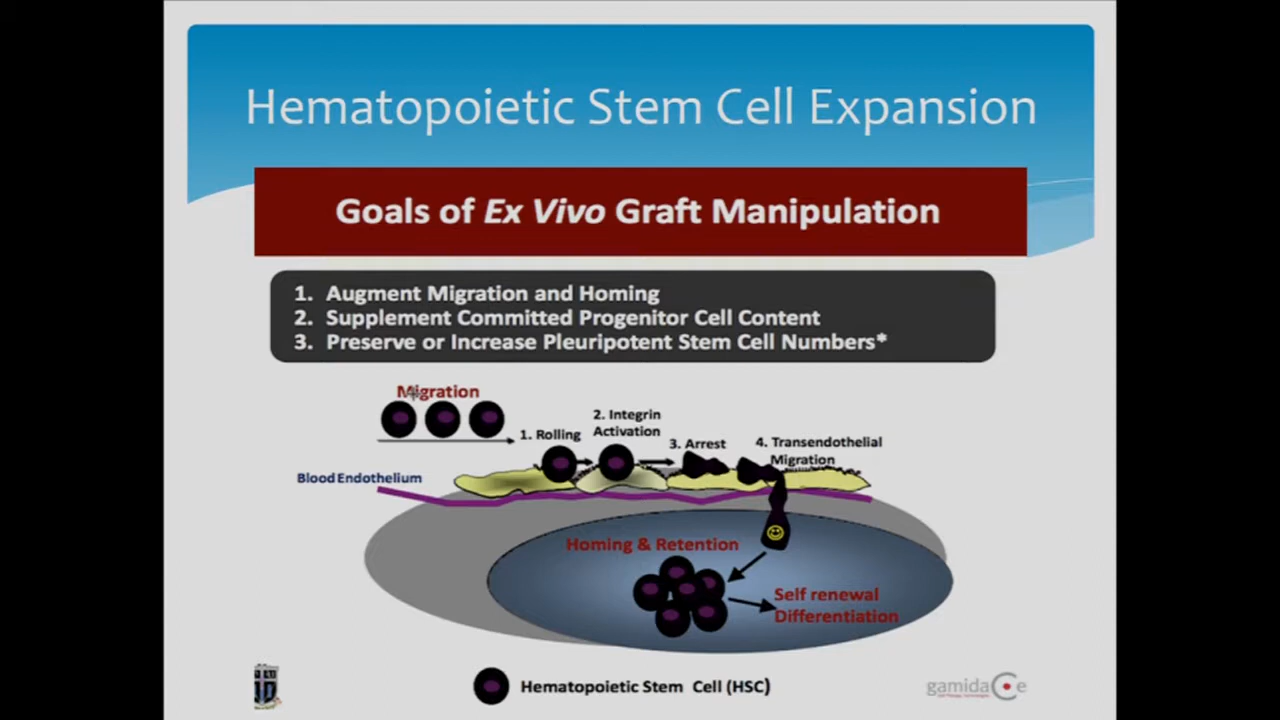 Hematopoietic Stem Cell Expansion
Goals of Ex Vivo Graft Manipulation
1. Augment Migration and Homing
2. Supplement Committed Progenitor Cell Content
3. Preserve or Increase Pleuripotent Stem Cell Numbers*
Migration
1. Rolling
2. Integrin
Activation
3. Arrest
4. Transendothelial
Migration
Blood Endothelium
Homing & Retention
Self renewal
Differentiation
Hematopoietic Stem Cell (HSC)
gamida Ce